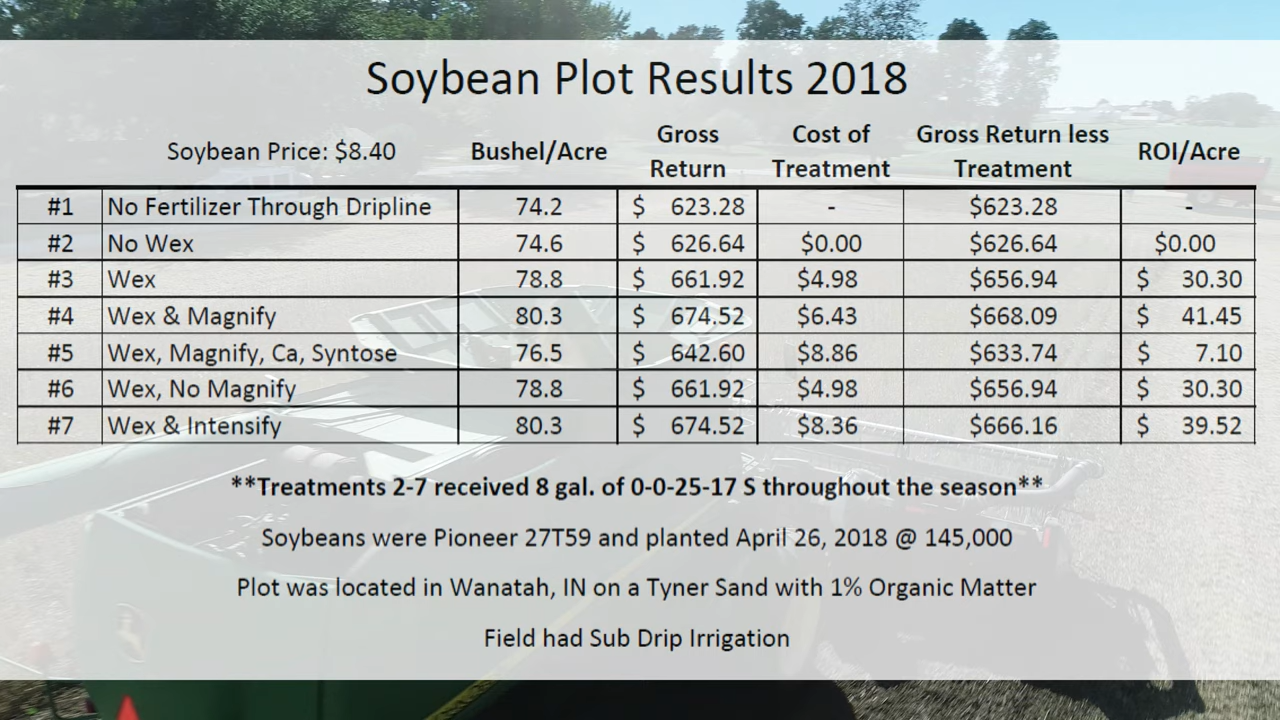 Soybean Plot Results 2018
Soybean Price: $8.40 Bushel/Acre Gross Return Cost of Treatment Gross Return less Treatment ROI/Acre
#1 No Fertilizer Through Dripline 74.2 $ 623.28 - $623.28 -
#2 No Wex 74.6 $ 626.64 $0.00 $626.64 $0.00
#3 Wex 78.8 $ 661.92 $4.98 $656.94 $ 30.30
#4 Wex & Magnify 80.3 $ 674.52 $6.43 $668.09 $ 41.45
#5 Wex, Magnify, Ca, Syntose 76.5 $ 642.60 $8.86 $633.74 $ 7.10
#6 Wex, No Magnify 78.8 $ 661.92 $4.98 $656.94 $ 30.30
#7 Wex & Intensify 80.3 $ 674.52 $8.36 $666.16 $ 39.52
**Treatments 2-7 received 8 gal. of 0-0-25-17 S throughout the season**
Soybeans were Pioneer 27T59 and planted April 26, 2018 @ 145,000
Plot was located in Wanatah, IN on a Tyner Sand with 1% Organic Matter
Field had Sub Drip Irrigation